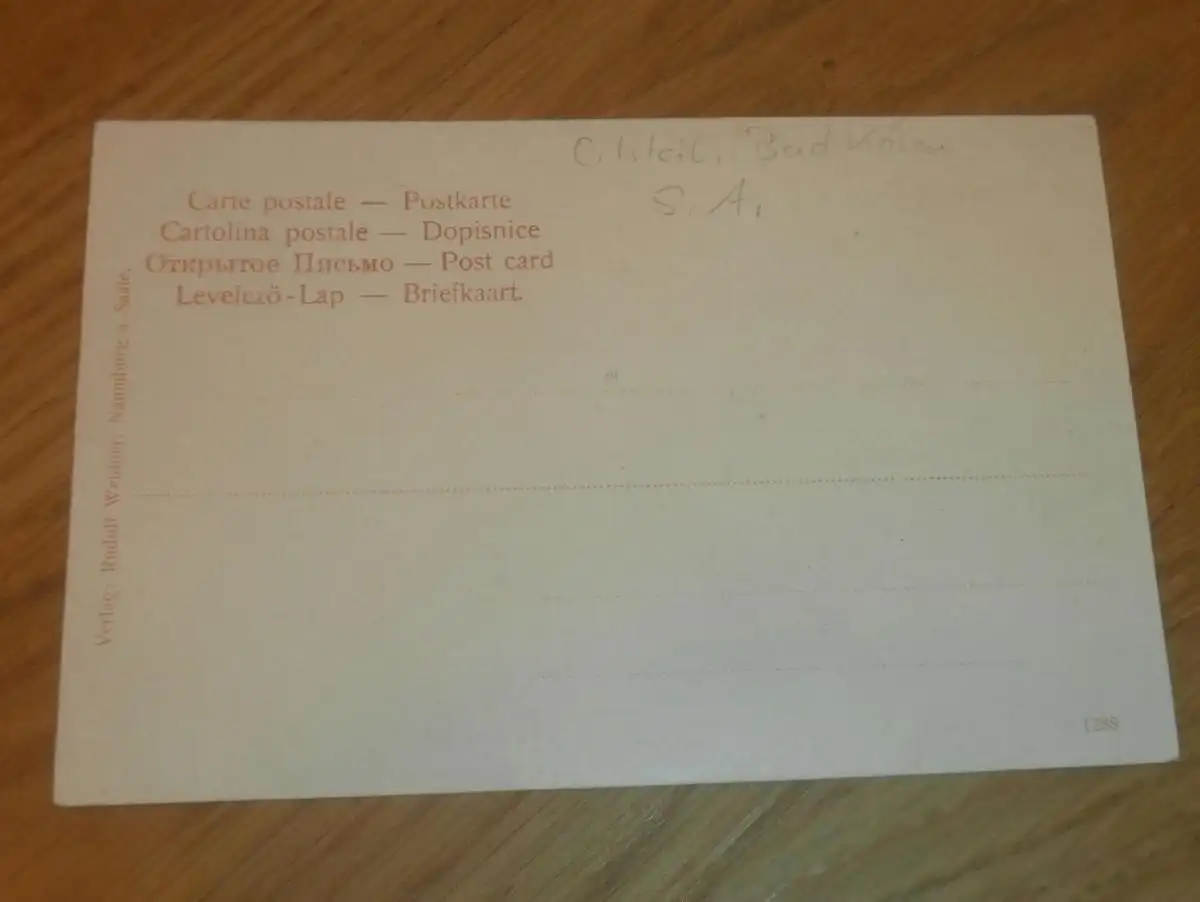 Carte postale — Postkarte
Cartolina postale — Dopisnice
Открытое Письмо — Post card
Levelező-Lap — Briefkaart.
Verlag: Rudolf Weidner, Naumburg a. Saale.
Bad
S. A.
1288